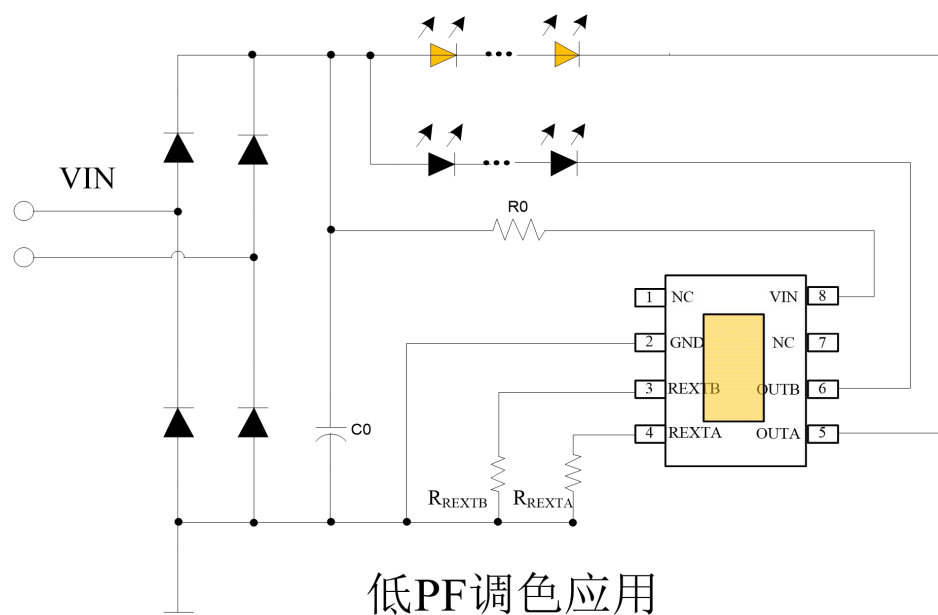 VIN
R0
1 NC VIN 8
2 GND NC 7
3 REXTB OUTB 6
4 REXTA OUTA 5
C0
RREXTB RREXTA
低PF调色应用